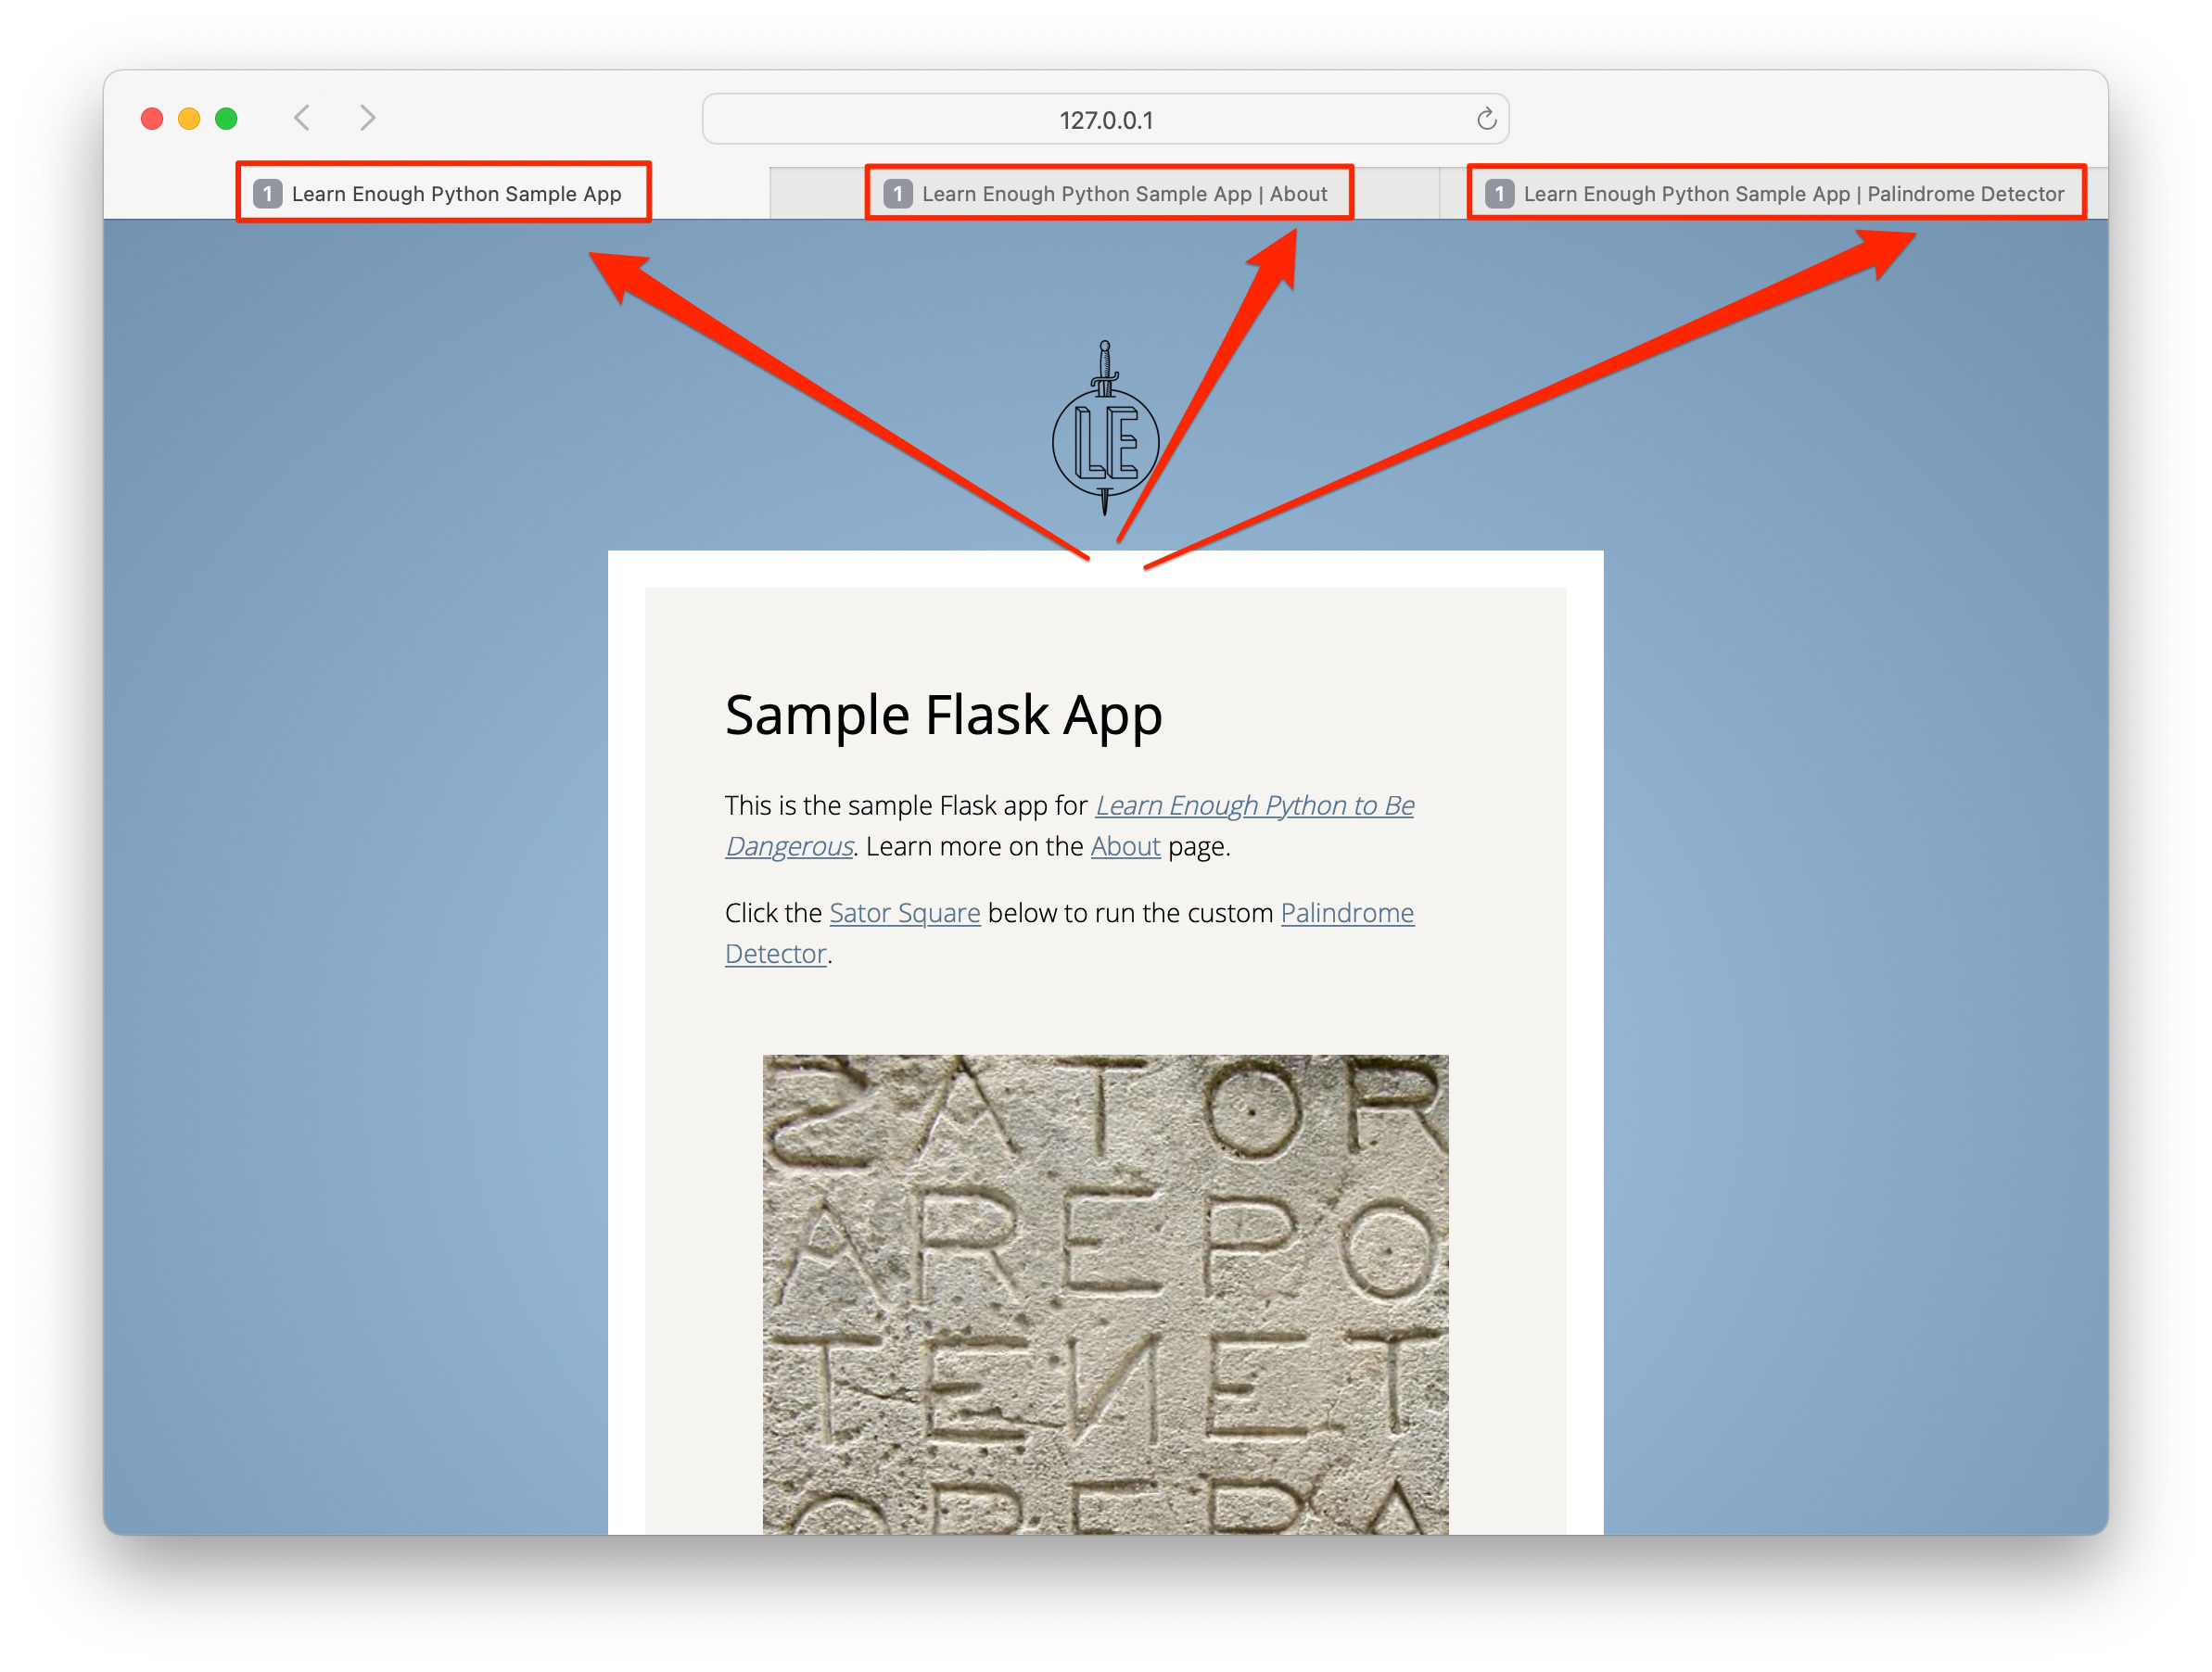 127.0.0.1
1 Learn Enough Python Sample App
1 Learn Enough Python Sample App | About
1 Learn Enough Python Sample App | Palindrome Detector
LE
Sample Flask App
This is the sample Flask app for Learn Enough Python to Be
Dangerous. Learn more on the About page.
Click the Sator Square below to run the custom Palindrome
Detector.
SATOR
AREPO
TENET
OPERA